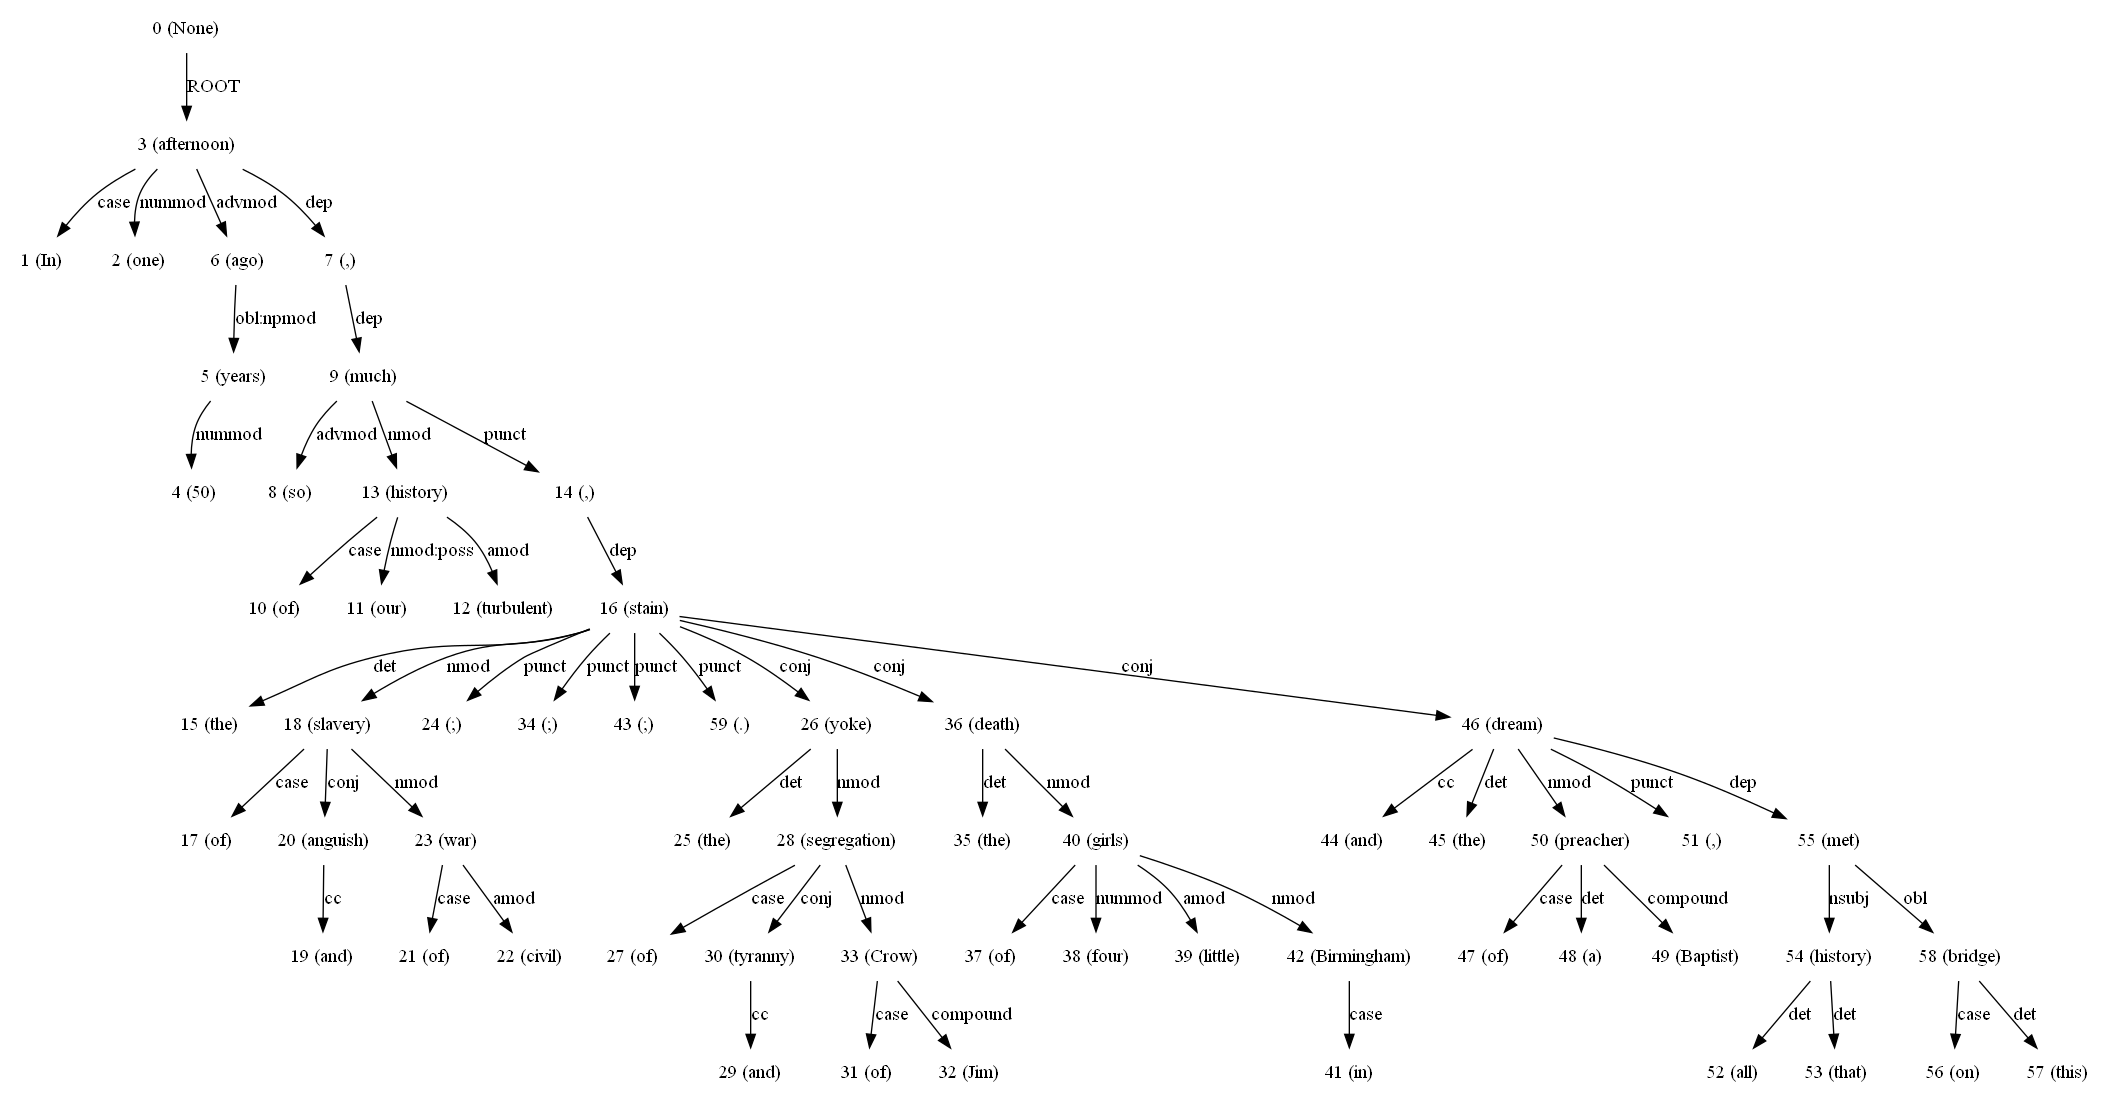 0 (None)
ROOT
3 (afternoon)
case nummod advmod dep
1 (In) 2 (one) 6 (ago) 7 (,)
obl:npmod dep
5 (years) 9 (much)
nummod advmod nmod punct
4 (50) 8 (so) 13 (history) 14 (,)
case nmod:poss amod dep
10 (of) 11 (our) 12 (turbulent) 16 (stain)
det nmod punct punct punct punct conj conj conj
15 (the) 18 (slavery) 24 (;) 34 (;) 43 (;) 59 (.) 26 (yoke) 36 (death) 46 (dream)
case conj nmod det nmod det nmod cc det nmod punct dep
17 (of) 20 (anguish) 23 (war) 25 (the) 28 (segregation) 35 (the) 40 (girls) 44 (and) 45 (the) 50 (preacher) 51 (,) 55 (met)
cc case amod case conj nmod case nummod amod nmod case det compound nsubj obl
19 (and) 21 (of) 22 (civil) 27 (of) 30 (tyranny) 33 (Crow) 37 (of) 38 (four) 39 (little) 42 (Birmingham) 47 (of) 48 (a) 49 (Baptist) 54 (history) 58 (bridge)
cc case compound case det det case det
29 (and) 31 (of) 32 (Jim) 41 (in) 52 (all) 53 (that) 56 (on) 57 (this)